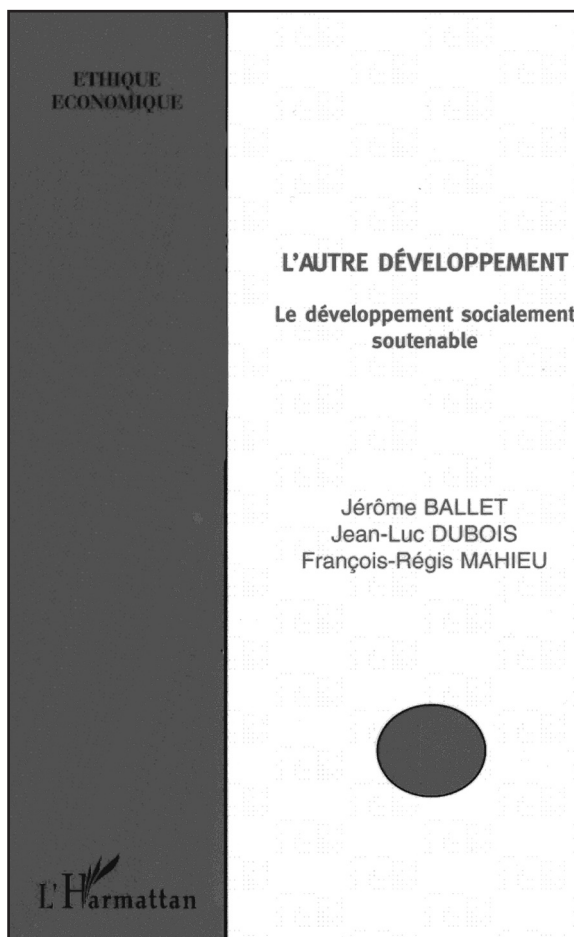 ETHIQUE
ECONOMIQUE
L'AUTRE DÉVELOPPEMENT
Le développement socialement
soutenable
Jérôme BALLET
Jean-Luc DUBOIS
François-Régis MAHIEU
L'Harmattan